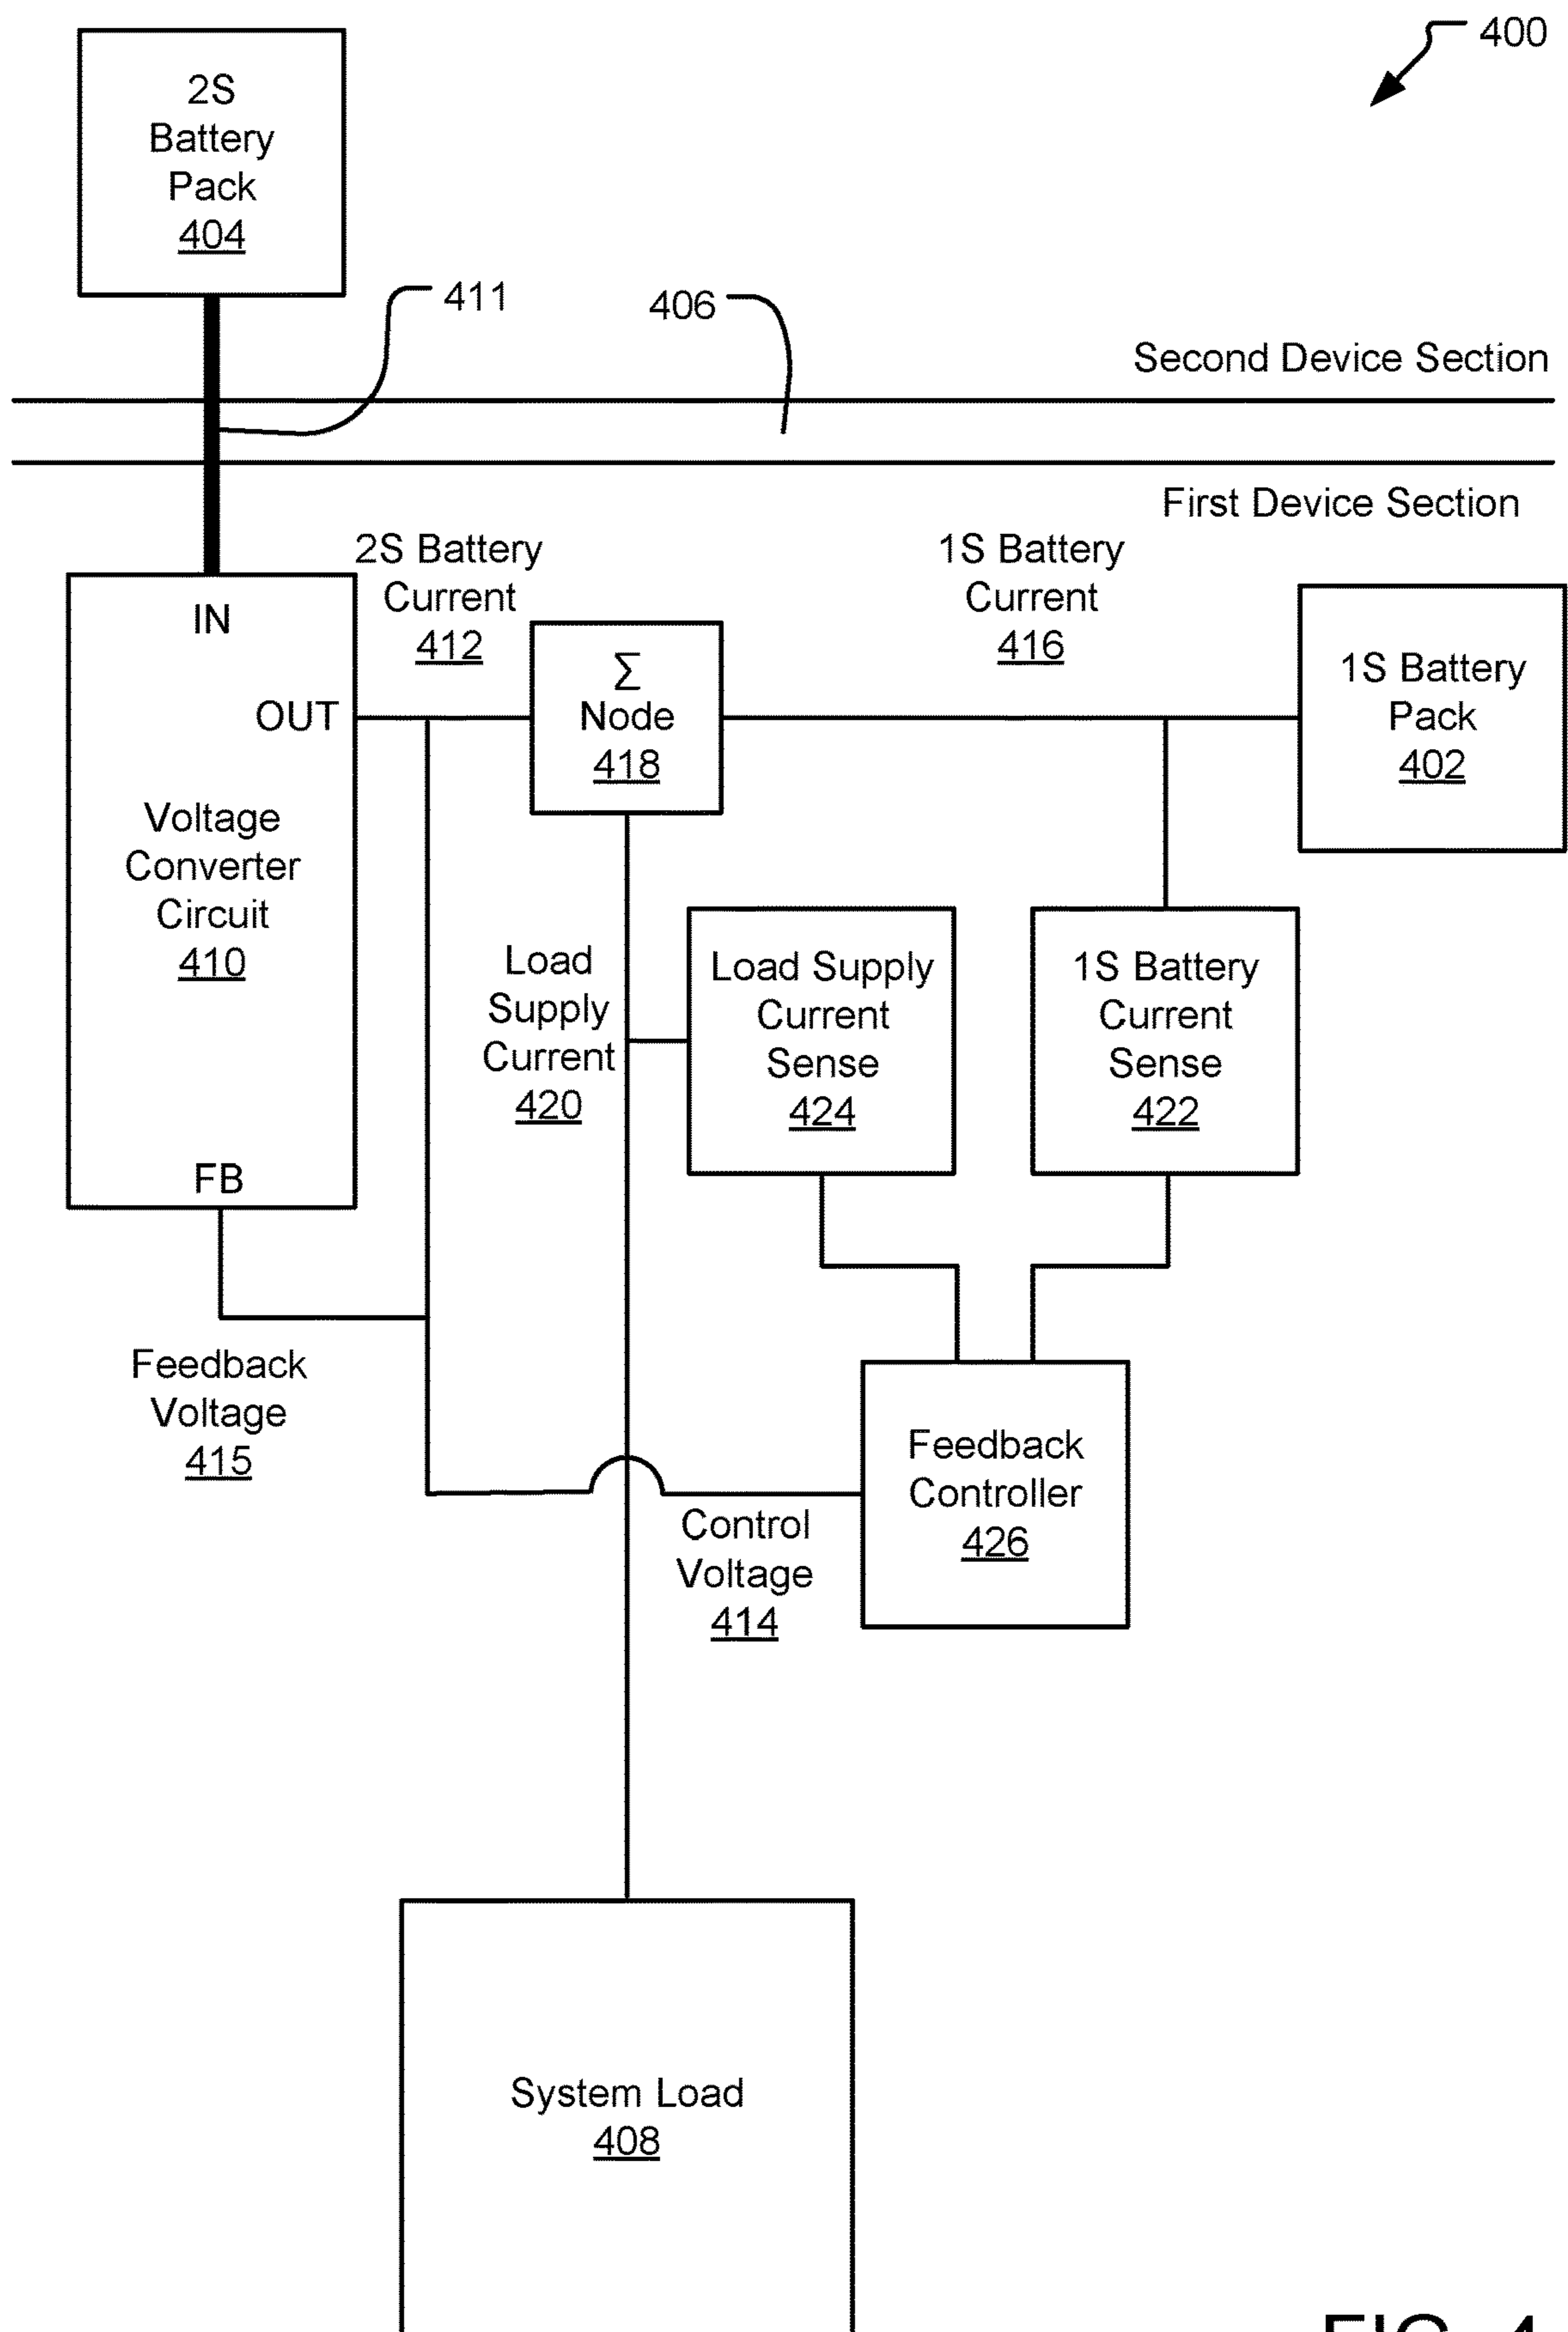 400
2S
Battery
Pack
404
411
406
Second Device Section
First Device Section
2S Battery
Current
412
1S Battery
Current
416
IN
OUT
Voltage
Converter
Circuit
410
FB
Σ
Node
418
1S Battery
Pack
402
Load
Supply
Current
420
Load Supply
Current
Sense
424
1S Battery
Current
Sense
422
Feedback
Voltage
415
Feedback
Controller
426
Control
Voltage
414
System Load
408
FIG. 4